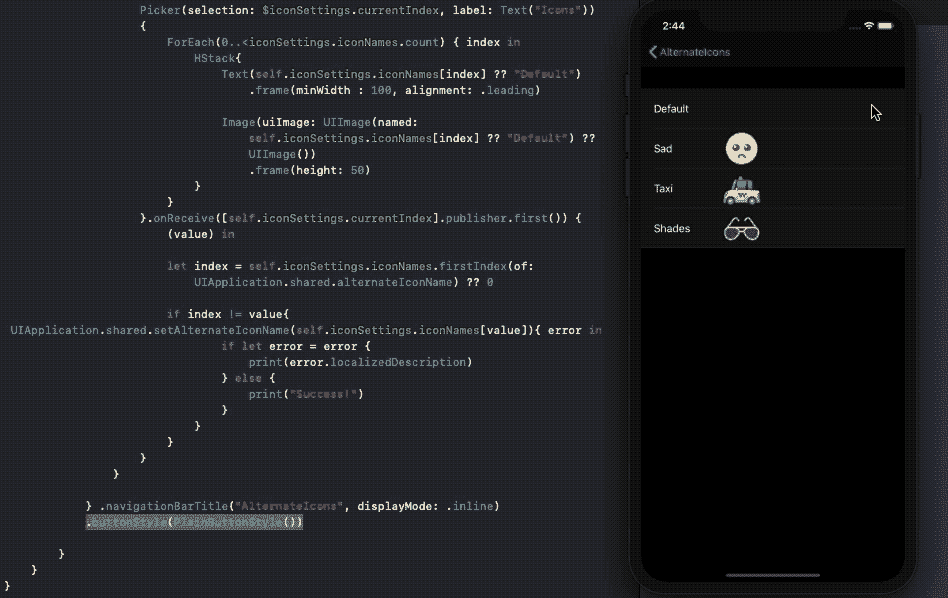 Picker(selection: $iconSettings.currentIndex, label: Text("Icons"))
{
ForEach(0..<iconSettings.iconNames.count) { index in
HStack{
Text(self.iconSettings.iconNames[index] ?? "Default")
.frame(minWidth : 100, alignment: .leading)
Image(uiImage: UIImage(named:
self.iconSettings.iconNames[index] ?? "Default") ??
UIImage())
.frame(height: 50)
}
}
}.onReceive([self.iconSettings.currentIndex].publisher.first()) {
(value) in
let index = self.iconSettings.iconNames.firstIndex(of:
UIApplication.shared.alternateIconName) ?? 0
if index != value{
UIApplication.shared.setAlternateIconName(self.iconSettings.iconNames[value]){ error in
if let error = error {
print(error.localizedDescription)
} else {
print("Success!")
}
}
}
}
}
} .navigationBarTitle("AlternateIcons", displayMode: .inline)
.buttonStyle(PlainButtonStyle())
}
}
}
2:44
AlternateIcons
Default
Sad
Taxi
Shades